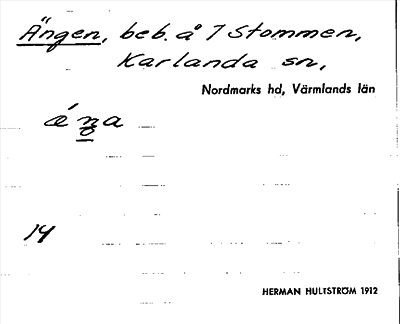 Ängen, beb. å 7 Stommen,
Karlanda sn,
Nordmarks hd, Värmlands län
14
HERMAN HULTSTRÖM 1912